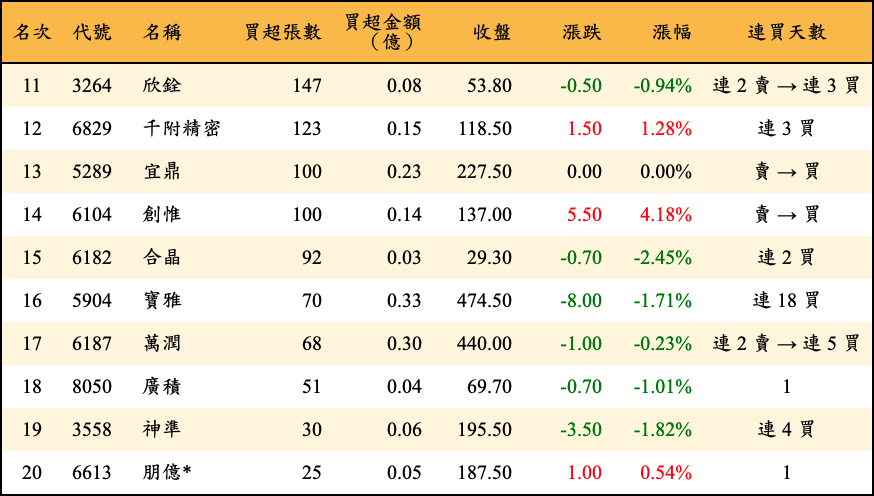 名次 代號 名稱 買超張數 買超金額（億） 收盤 漲跌 漲幅 連買天數
11 3264 欣銓 147 0.08 53.80 -0.50 -0.94% 連 2 賣 → 連 3 買
12 6829 千附精密 123 0.15 118.50 1.50 1.28% 連 3 買
13 5289 宜鼎 100 0.23 227.50 0.00 0.00% 賣 → 買
14 6104 創惟 100 0.14 137.00 5.50 4.18% 賣 → 買
15 6182 合晶 92 0.03 29.30 -0.70 -2.45% 連 2 買
16 5904 寶雅 70 0.33 474.50 -8.00 -1.71% 連 18 買
17 6187 萬潤 68 0.30 440.00 -1.00 -0.23% 連 2 賣 → 連 5 買
18 8050 廣積 51 0.04 69.70 -0.70 -1.01% 1
19 3558 神準 30 0.06 195.50 -3.50 -1.82% 連 4 買
20 6613 朋億* 25 0.05 187.50 1.00 0.54% 1